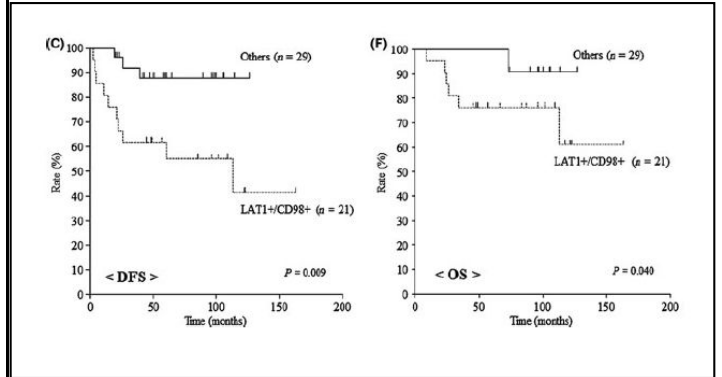 (C)
100
90
80
70
60
50
40
30
20
10
0
Rate (%)
Others (n = 29)
LAT1+/CD98+ (n = 21)
< DFS >
P = 0.009
0 50 100 150 200
Time (months)
(F)
100
90
80
70
60
50
40
30
20
10
0
Rate (%)
Others (n = 29)
LAT1+/CD98+ (n = 21)
< OS >
P = 0.040
0 50 100 150 200
Time (months)